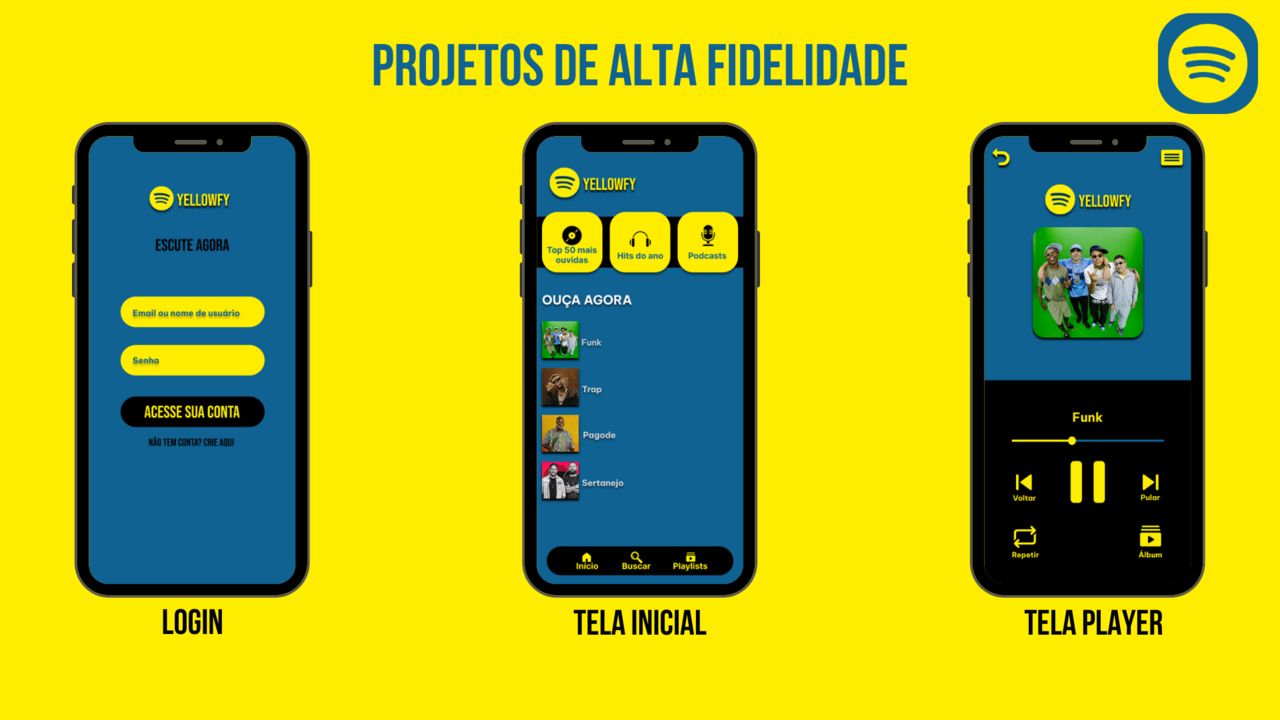 PROJETOS DE ALTA FIDELIDADE
YELLOWFY
ESCUTE AGORA
Email ou nome de usuário
Senha
ACESSE SUA CONTA
NÃO TEM CONTA? CRIE AQUI
LOGIN
YELLOWFY
Top 50 mais
ouvidas
Hits do ano
Podcasts
OUÇA AGORA
Funk
Trap
Pagode
Sertanejo
Início
Buscar
Playlists
TELA INICIAL
YELLOWFY
Funk
Voltar
Pular
Repetir
Álbum
TELA PLAYER